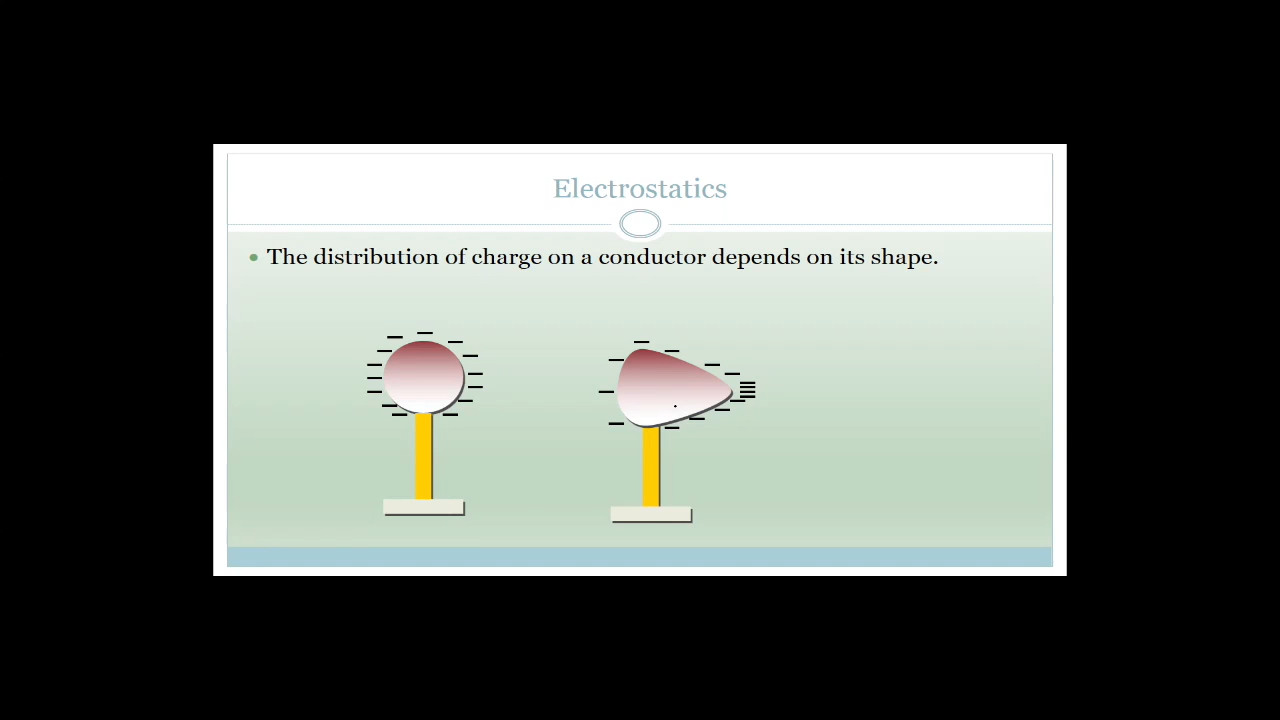 Electrostatics
The distribution of charge on a conductor depends on its shape.